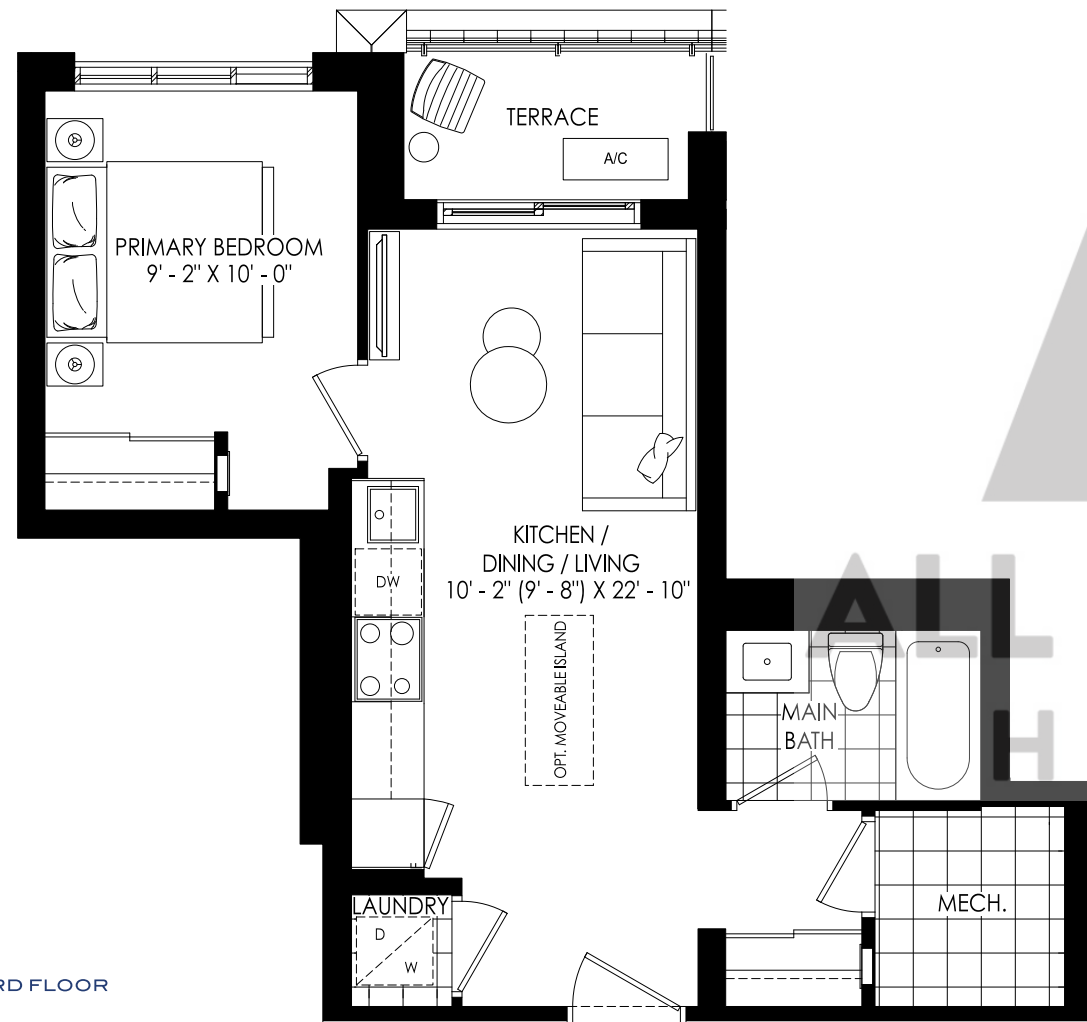 TERRACE
A/C
PRIMARY BEDROOM
9' - 2" X 10' - 0"
KITCHEN /
DINING / LIVING
10' - 2" (9' - 8") X 22' - 10"
DW
OPT. MOVEABLE ISLAND
ALL
H
MAIN
BATH
MECH.
LAUNDRY
D
W
RD FLOOR